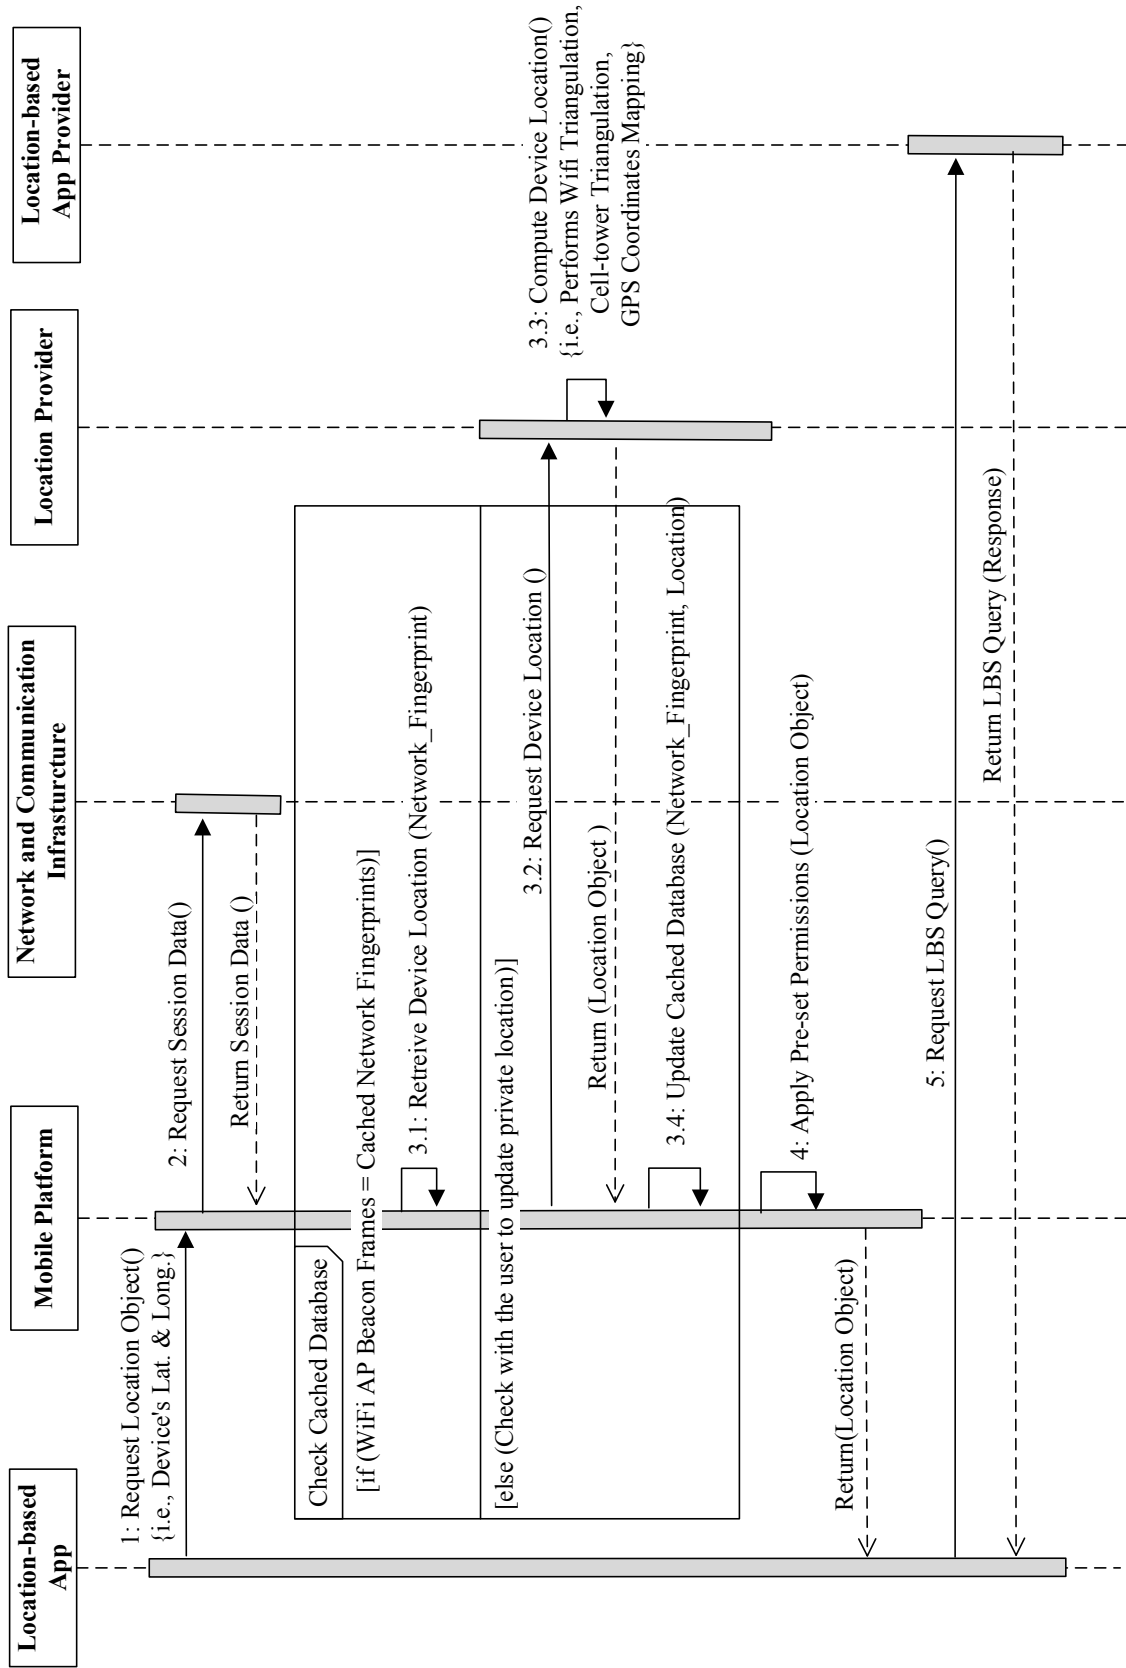 Location-based
App
Mobile Platform
Network and Communication
Infrasturcture
Location Provider
Location-based
App Provider
1: Request Location Object()
{i.e., Device's Lat. & Long.}
2: Request Session Data()
Return Session Data ()
Check Cached Database
[if (WiFi AP Beacon Frames = Cached Network Fingerprints)]
3.1: Retreive Device Location (Network_Fingerprint)
[else (Check with the user to update private location)]
3.2: Request Device Location ()
3.3: Compute Device Location()
{i.e., Performs Wifi Triangulation,
Cell-tower Triangulation,
GPS Coordinates Mapping}
Return (Location Object )
3.4: Update Cached Database (Network_Fingerprint, Location)
4: Apply Pre-set Permissions (Location Object)
Return(Location Object)
5: Request LBS Query()
Return LBS Query (Response)